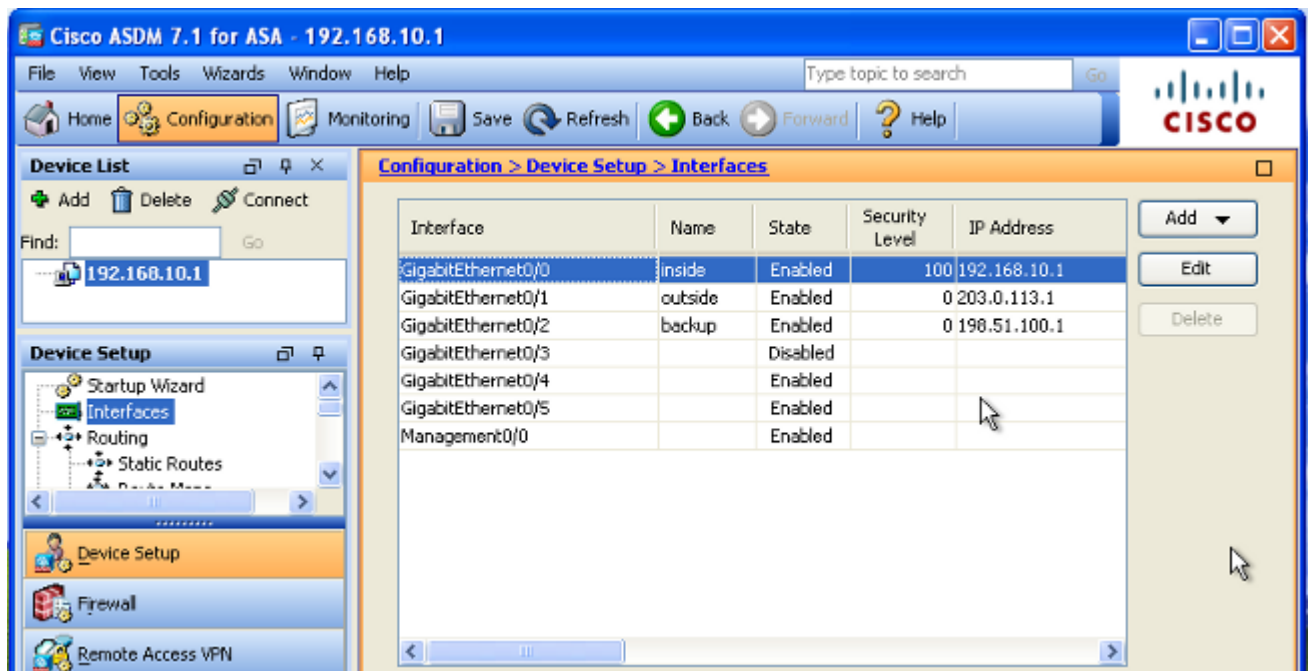 Cisco ASDM 7.1 for ASA - 192.168.10.1
File View Tools Wizards Window Help Type topic to search Go
Home Configuration Monitoring Save Refresh Back Forward Help
CISCO
Device List
Add Delete Connect
Find: Go
192.168.10.1
Device Setup
Startup Wizard
Interfaces
Routing
Static Routes
Device Setup
Firewall
Remote Access VPN
Configuration > Device Setup > Interfaces
Interface Name State Security Level IP Address
GigabitEthernet0/0 inside Enabled 100 192.168.10.1
GigabitEthernet0/1 outside Enabled 0 203.0.113.1
GigabitEthernet0/2 backup Enabled 0 198.51.100.1
GigabitEthernet0/3 Disabled
GigabitEthernet0/4 Enabled
GigabitEthernet0/5 Enabled
Management0/0 Enabled
Add
Edit
Delete